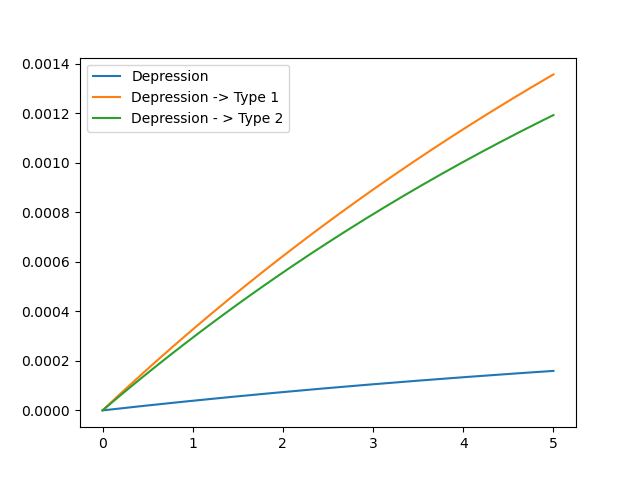 0.0014
0.0012
0.0010
0.0008
0.0006
0.0004
0.0002
0.0000
Depression
Depression -> Type 1
Depression - > Type 2
0 1 2 3 4 5